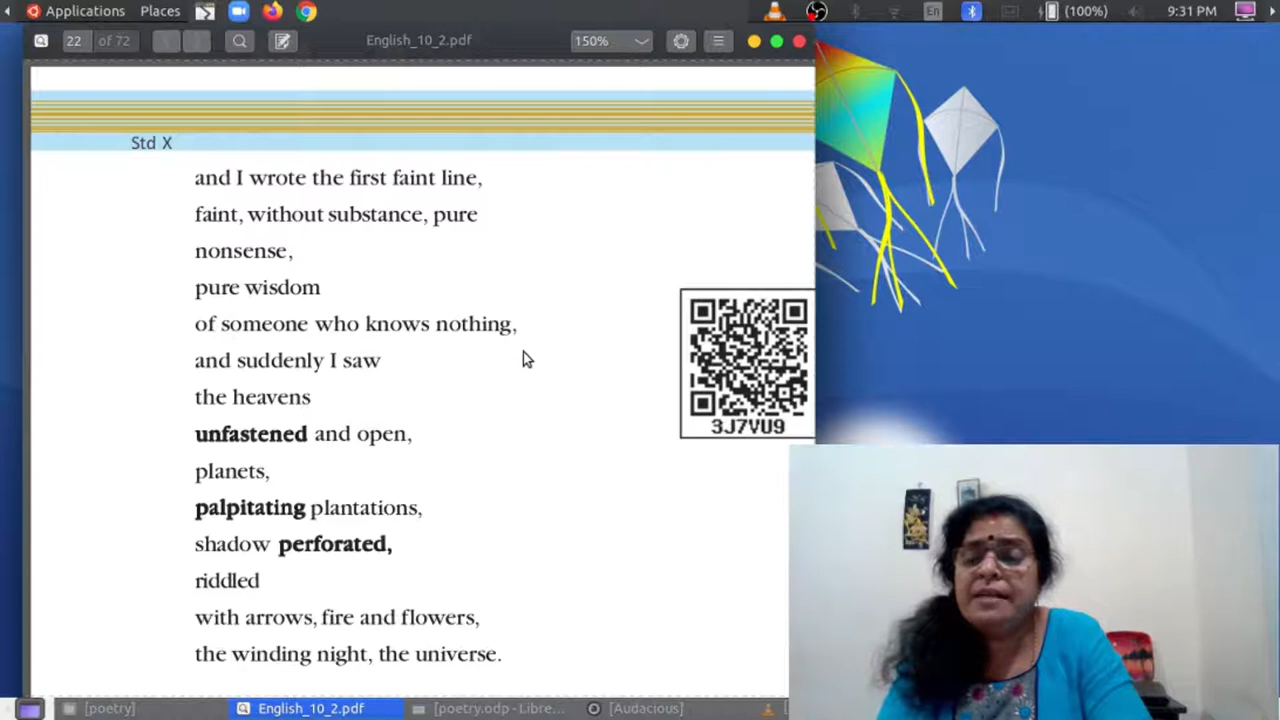 Applications Places
En
(100%)
9:31 PM
22 of 72
English_10_2.pdf
150%
Std X
and I wrote the first faint line,
faint, without substance, pure
nonsense,
pure wisdom
of someone who knows nothing,
and suddenly I saw
the heavens
unfastened and open,
planets,
palpitating plantations,
shadow perforated,
riddled
with arrows, fire and flowers,
the winding night, the universe.
3J7VU9
[poetry]
English_10_2.pdf
[poetry.odp - Libre...
[Audacious]